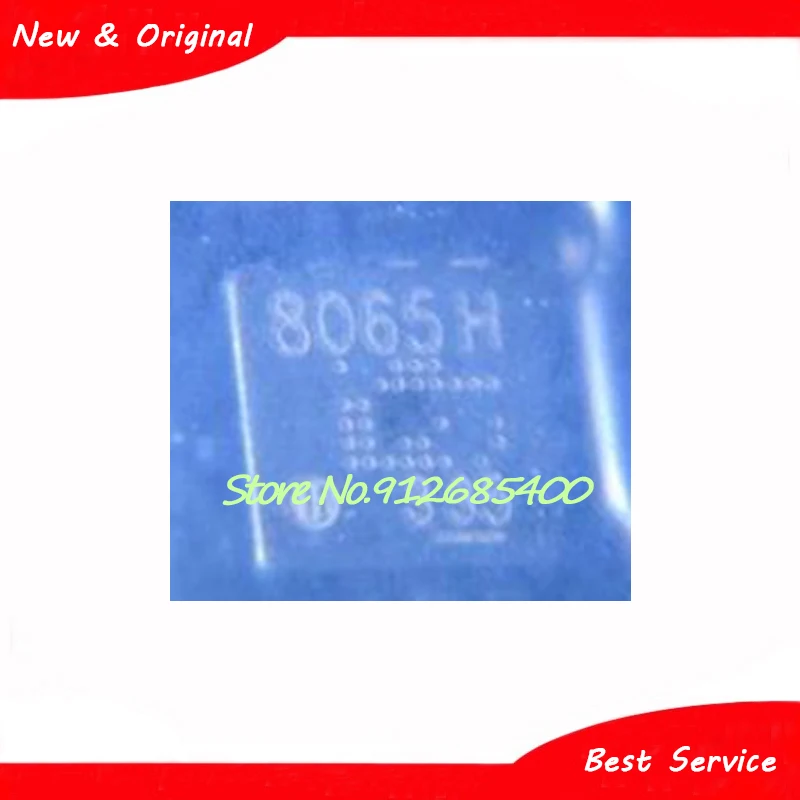 New & Original
8065H
Store No.912685400
Best Service